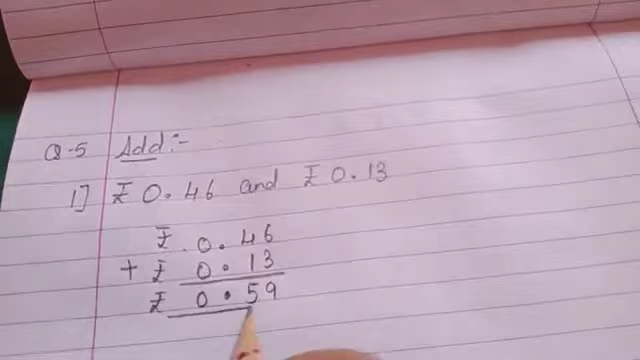 Q-5 Add:-
1] ₹ 0.46 and ₹ 0.13
₹ 0.46
+ ₹ 0.13
₹ 0.59